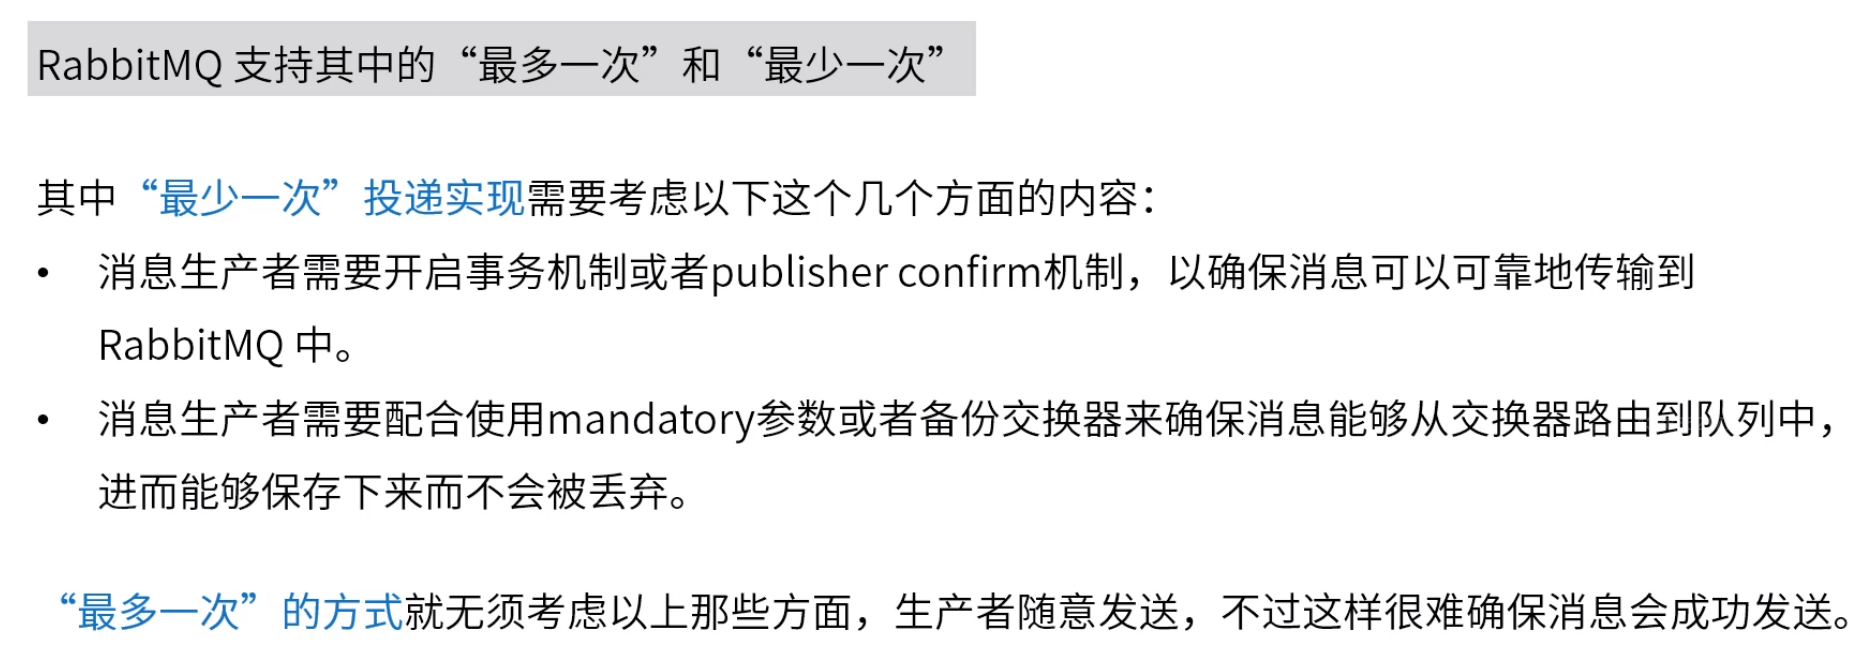 RabbitMQ 支持其中的“最多一次”和“最少一次”
其中“最少一次”投递实现需要考虑以下这个几个方面的内容：
• 消息生产者需要开启事务机制或者publisher confirm机制，以确保消息可以可靠地传输到
RabbitMQ 中。
• 消息生产者需要配合使用mandatory参数或者备份交换器来确保消息能够从交换器路由到队列中，
进而能够保存下来而不会被丢弃。
“最多一次”的方式就无须考虑以上那些方面，生产者随意发送，不过这样很难确保消息会成功发送。